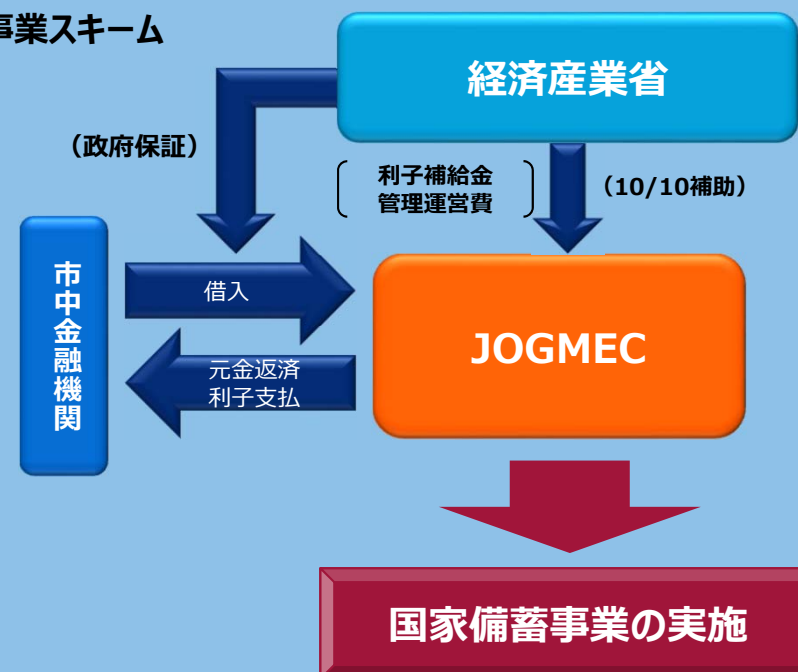 事業スキーム
経済産業省
（政府保証）
利子補給金
管理運営費
（10/10補助）
市中金融機関
借入
JOGMEC
元金返済
利子支払
国家備蓄事業の実施